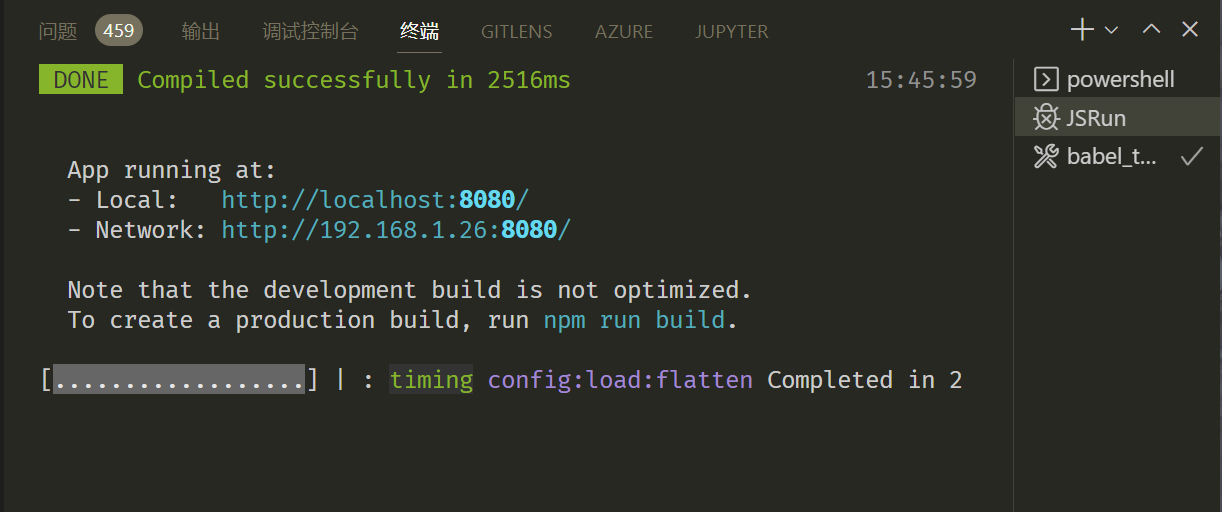 问题 459 输出 调试控制台 终端 GITLENS AZURE JUPYTER
DONE Compiled successfully in 2516ms 15:45:59
App running at:
- Local: http://localhost:8080/
- Network: http://192.168.1.26:8080/
Note that the development build is not optimized.
To create a production build, run npm run build.
[..................] | : timing config:load:flatten Completed in 2
powershell
JSRun
babel_t...